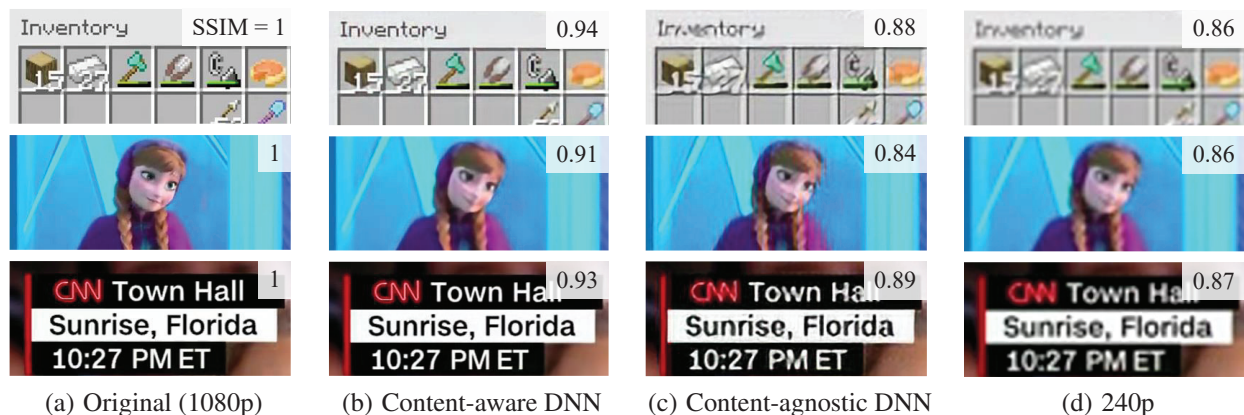 Inventory SSIM = 1
15 27
Inventory 0.94
15 27
Inventory 0.88
15
Inventory 0.86
15
1
0.91
0.84
0.86
CNN Town Hall 1
Sunrise, Florida
10:27 PM ET
CNN Town Hall 0.93
Sunrise, Florida
10:27 PM ET
CNN Town Hall 0.89
Sunrise, Florida
10:27 PM ET
CNN Town Hall 0.87
Sunrise, Florida
10:27 PM ET
(a) Original (1080p)
(b) Content-aware DNN
(c) Content-agnostic DNN
(d) 240p